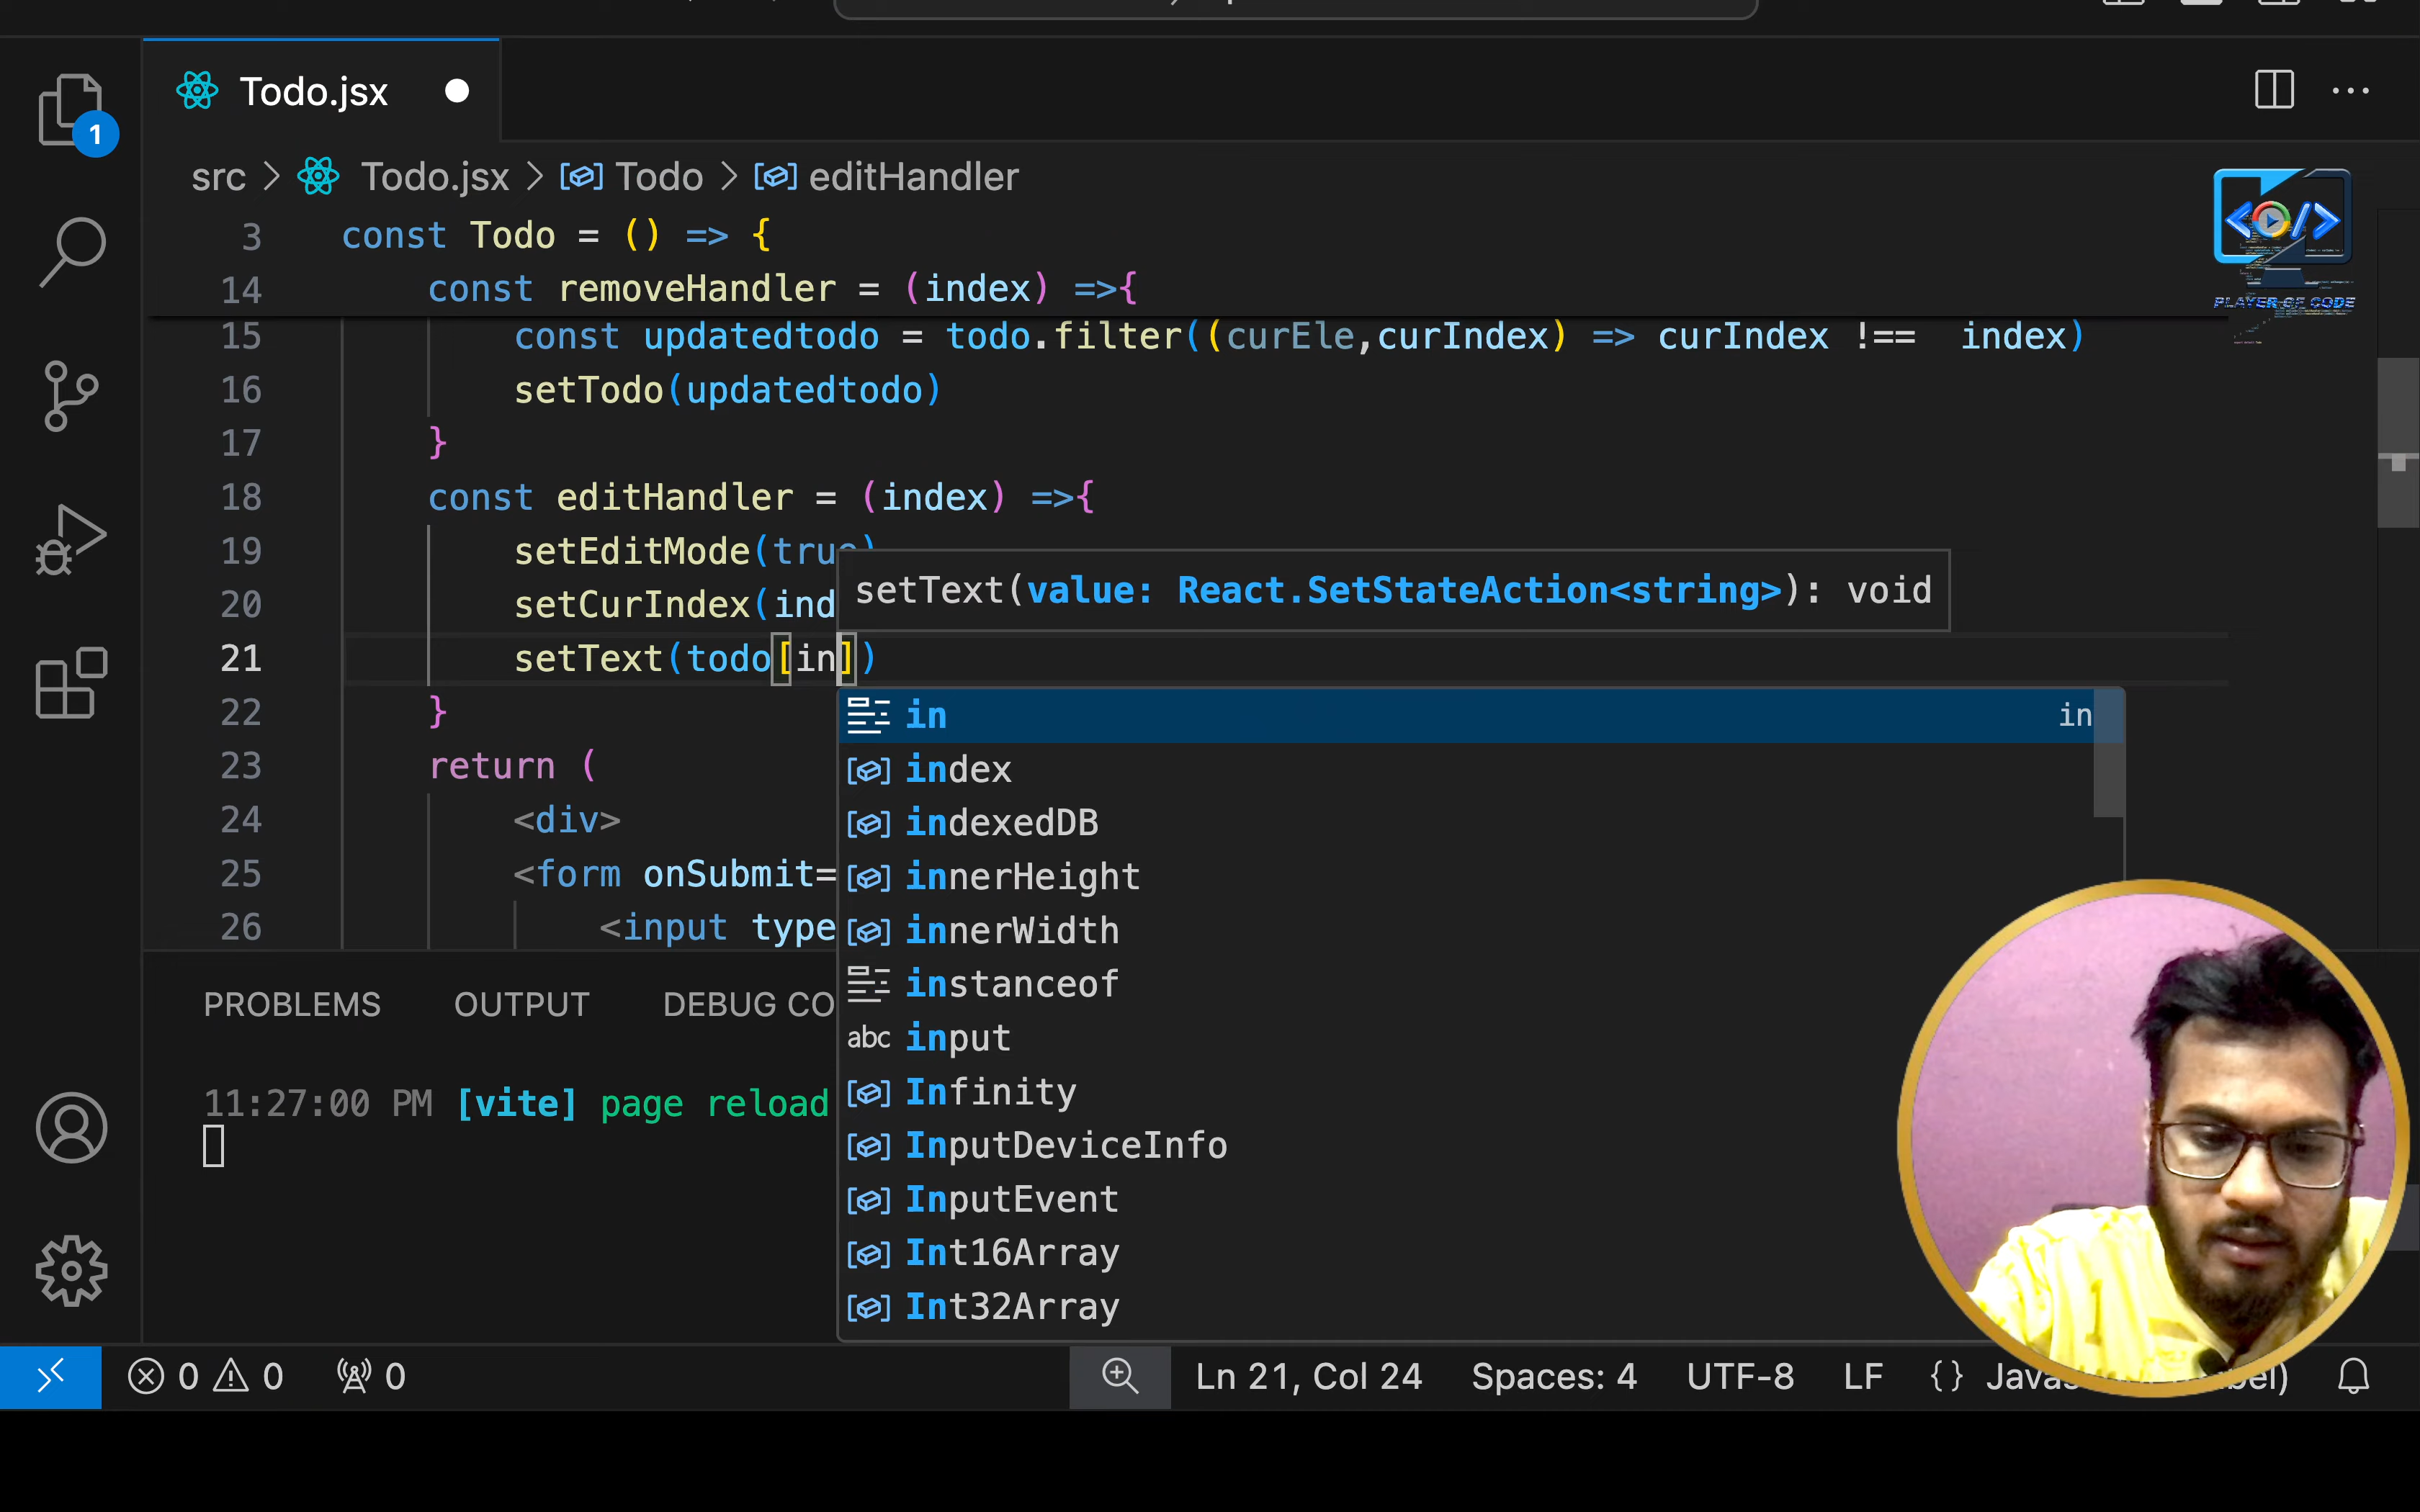 Todo.jsx
1
src > Todo.jsx > Todo > editHandler
PLAYER OF CODE
3 const Todo = () => {
14 const removeHandler = (index) =>{
15 const updatedtodo = todo.filter((curEle,curIndex) => curIndex !== index)
16 setTodo(updatedtodo)
17 }
18 const editHandler = (index) =>{
19 setEditMode(true)
20 setCurIndex(ind
setText(value: React.SetStateAction<string>): void
21 setText(todo[in])
22 }
23 return (
24 <div>
25 <form onSubmit=
26 <input type
in in
index
indexedDB
innerHeight
innerWidth
instanceof
abc input
Infinity
InputDeviceInfo
InputEvent
Int16Array
Int32Array
PROBLEMS OUTPUT DEBUG CO
11:27:00 PM [vite] page reload
0 0 0 Ln 21, Col 24 Spaces: 4 UTF-8 LF {}